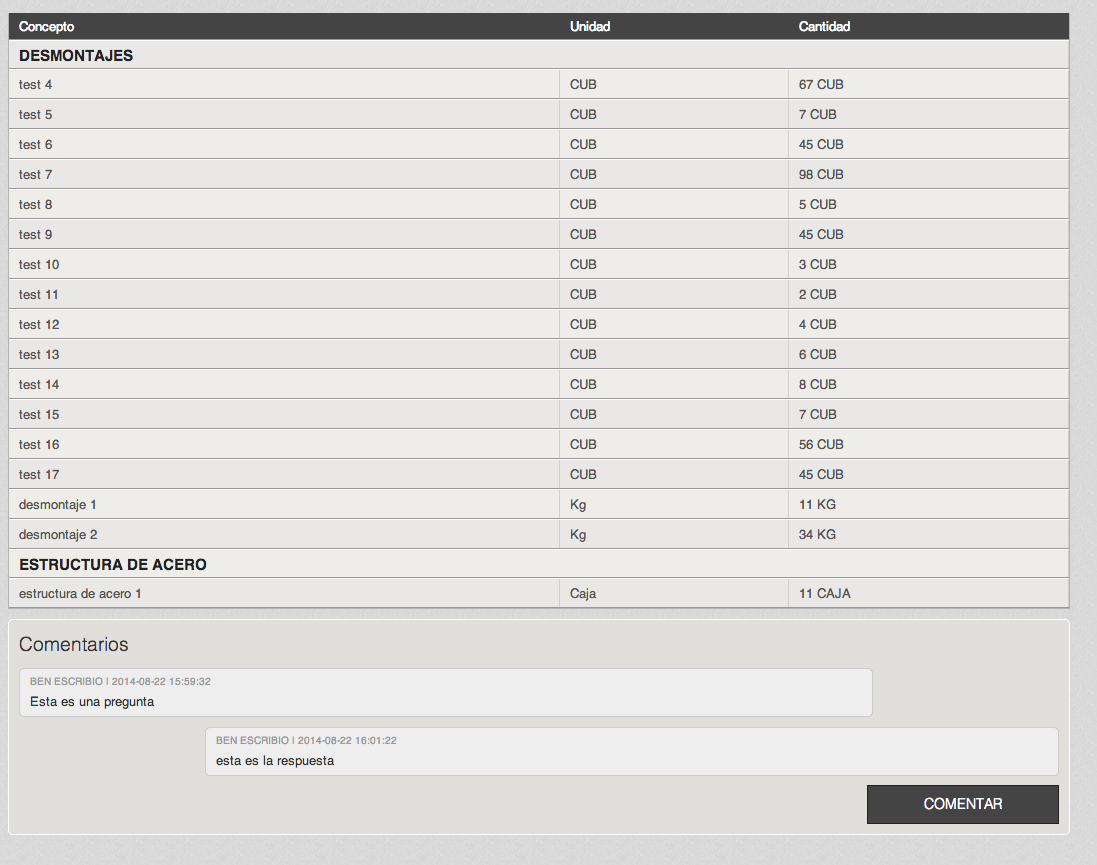 Concepto Unidad Cantidad
DESMONTAJES
test 4 CUB 67 CUB
test 5 CUB 7 CUB
test 6 CUB 45 CUB
test 7 CUB 98 CUB
test 8 CUB 5 CUB
test 9 CUB 45 CUB
test 10 CUB 3 CUB
test 11 CUB 2 CUB
test 12 CUB 4 CUB
test 13 CUB 6 CUB
test 14 CUB 8 CUB
test 15 CUB 7 CUB
test 16 CUB 56 CUB
test 17 CUB 45 CUB
desmontaje 1 Kg 11 KG
desmontaje 2 Kg 34 KG
ESTRUCTURA DE ACERO
estructura de acero 1 Caja 11 CAJA
Comentarios
BEN ESCRIBIO | 2014-08-22 15:59:32
Esta es una pregunta
BEN ESCRIBIO | 2014-08-22 16:01:22
esta es la respuesta
COMENTAR